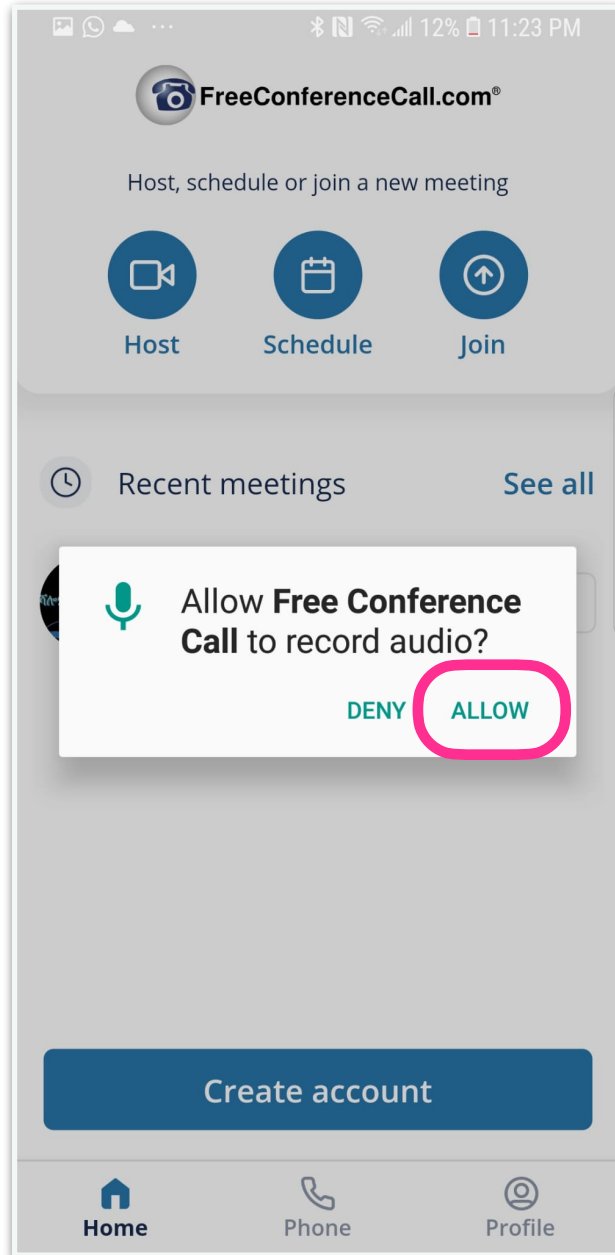 12% 11:23 PM
FreeConferenceCall.com®
Host, schedule or join a new meeting
Host Schedule Join
Recent meetings See all
Allow Free Conference
Call to record audio?
DENY ALLOW
Create account
Home Phone Profile